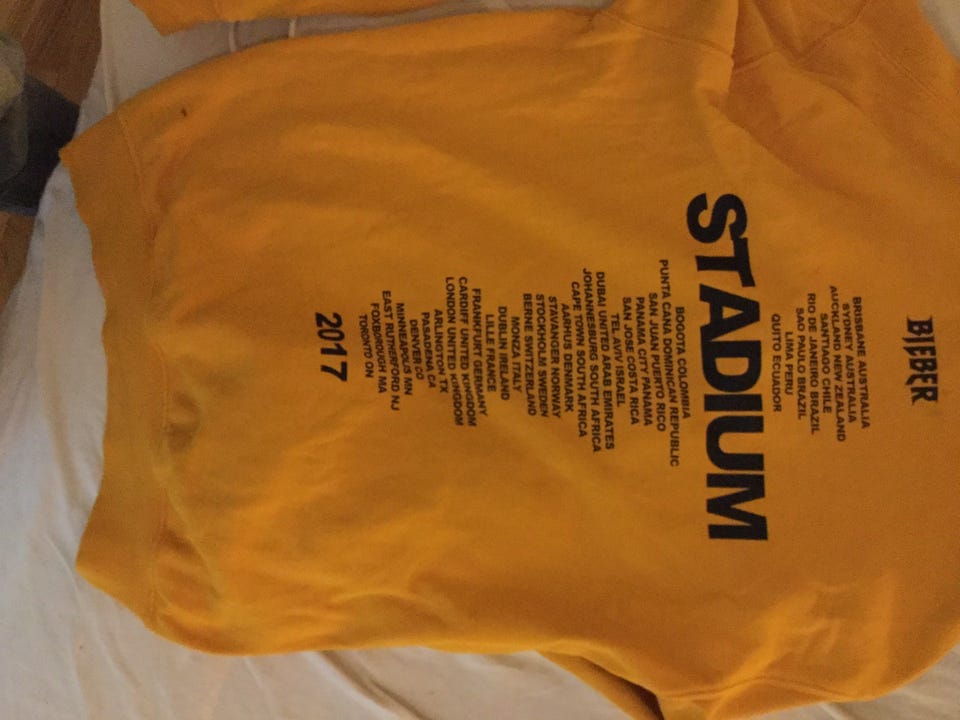 BIEBER
BRISBANE AUSTRALIA
SYDNEY AUSTRALIA
AUCKLAND NEW ZEALAND
SANTIAGO CHILE
RIO DE JANEIRO BRAZIL
SAO PAULO BRAZIL
LIMA PERU
QUITO ECUADOR
STADIUM
BOGOTA COLOMBIA
PUNTA CANA DOMINICAN REPUBLIC
SAN JUAN PUERTO RICO
PANAMA CITY PANAMA
SAN JOSE COSTA RICA
TEL AVIV ISRAEL
DUBAI UNITED ARAB EMIRATES
JOHANNESBURG SOUTH AFRICA
CAPE TOWN SOUTH AFRICA
AARHUS DENMARK
STAVANGER NORWAY
STOCKHOLM SWEDEN
BERNE SWITZERLAND
MONZA ITALY
DUBLIN IRELAND
LILLE FRANCE
FRANKFURT GERMANY
CARDIFF UNITED KINGDOM
LONDON UNITED KINGDOM
ARLINGTON TX
PASADENA CA
DENVER CO
MINNEAPOLIS MN
EAST RUTHERFORD NJ
FOXBOROUGH MA
TORONTO ON
2017